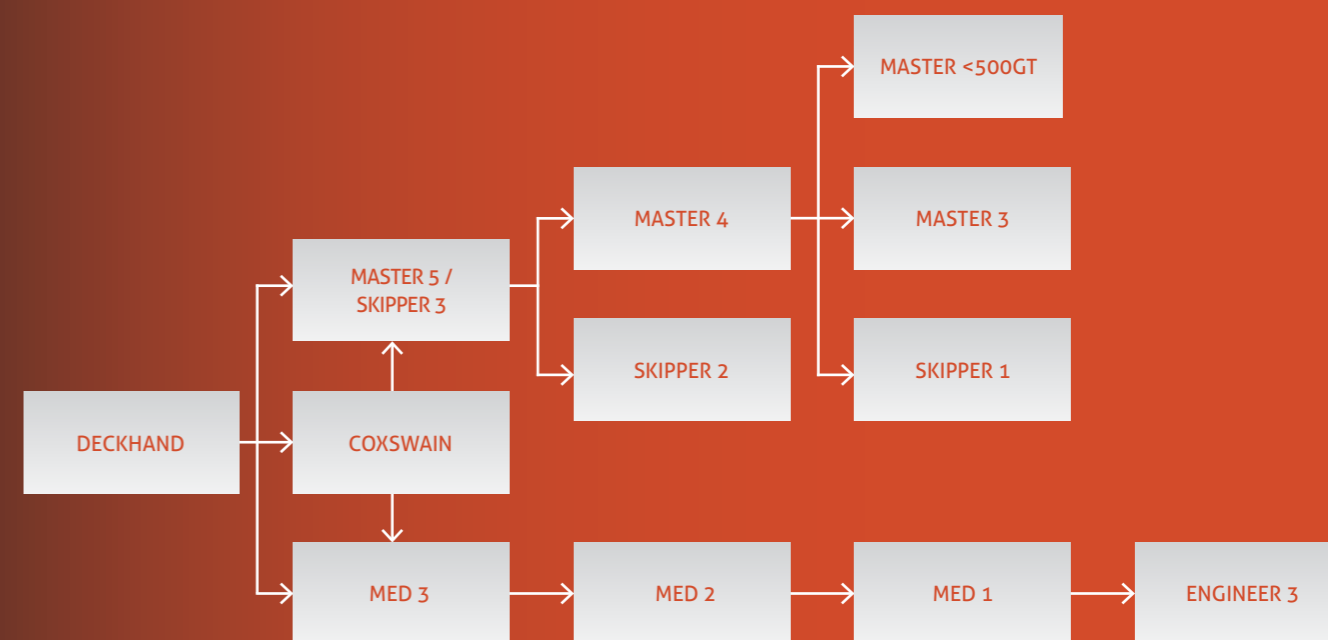 MASTER <500GT
MASTER 4
MASTER 3
MASTER 5 /
SKIPPER 3
SKIPPER 2
SKIPPER 1
DECKHAND
COXSWAIN
MED 3
MED 2
MED 1
ENGINEER 3